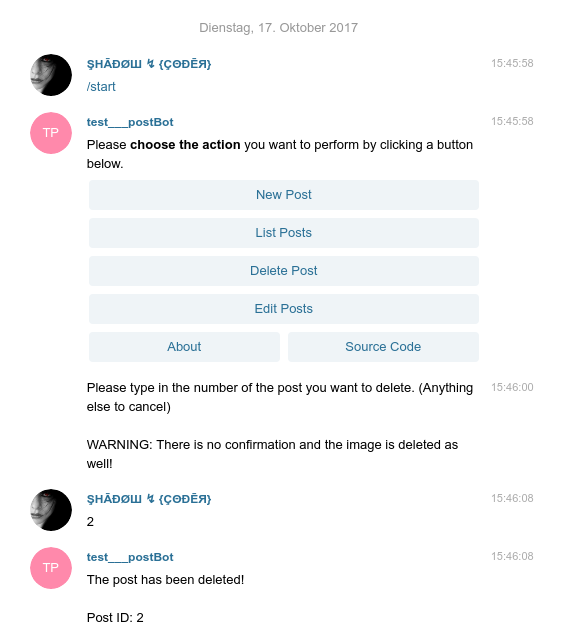 Dienstag, 17. Oktober 2017
ŞHĀĐØƜ ↯ {ÇΘĐĒЯ} 15:45:58
/start
TP test___postBot 15:45:58
Please choose the action you want to perform by clicking a button
below.
New Post
List Posts
Delete Post
Edit Posts
About Source Code
Please type in the number of the post you want to delete. (Anything 15:46:00
else to cancel)
WARNING: There is no confirmation and the image is deleted as
well!
ŞHĀĐØƜ ↯ {ÇΘĐĒЯ} 15:46:08
2
TP test___postBot 15:46:08
The post has been deleted!
Post ID: 2